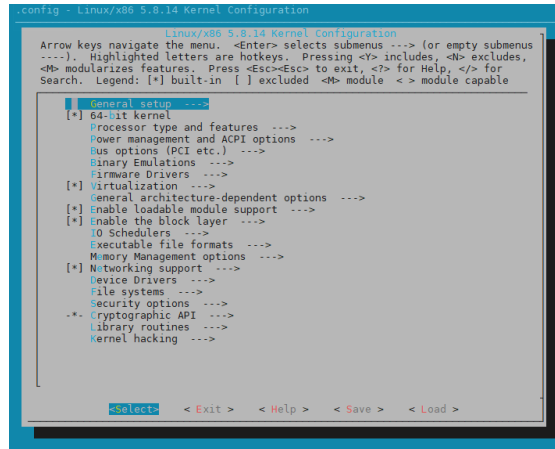 .config - Linux/x86 5.8.14 Kernel Configuration
Linux/x86 5.8.14 Kernel Configuration
Arrow keys navigate the menu.  <Enter> selects submenus ---> (or empty submenus
----).  Highlighted letters are hotkeys.  Pressing <Y> includes, <N> excludes,
<M> modularizes features.  Press <Esc><Esc> to exit, <?> for Help, </> for
Search.  Legend: [*] built-in  [ ] excluded  <M> module  < > module capable
General setup  --->
[*] 64-bit kernel
Processor type and features  --->
Power management and ACPI options  --->
Bus options (PCI etc.)  --->
Binary Emulations  --->
Firmware Drivers  --->
[*] Virtualization  --->
General architecture-dependent options  --->
[*] Enable loadable module support  --->
[*] Enable the block layer  --->
IO Schedulers  --->
Executable file formats  --->
Memory Management options  --->
[*] Networking support  --->
Device Drivers  --->
File systems  --->
Security options  --->
-*- Cryptographic API  --->
Library routines  --->
Kernel hacking  --->
<Select>    < Exit >    < Help >    < Save >    < Load >